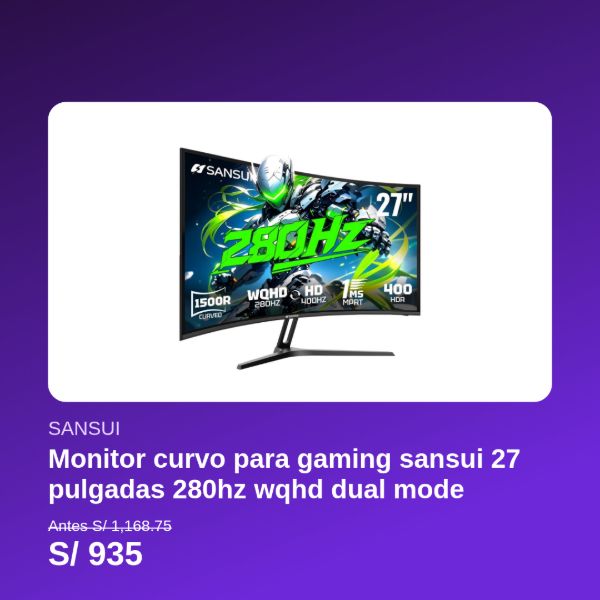 SANSUI
27"
280Hz
1500R
CURVED
WQHD
280HZ
HD
400HZ
1MS
MPRT
400
HDR
SANSUI
Monitor curvo para gaming sansui 27
pulgadas 280hz wqhd dual mode
Antes S/ 1,168.75
S/ 935